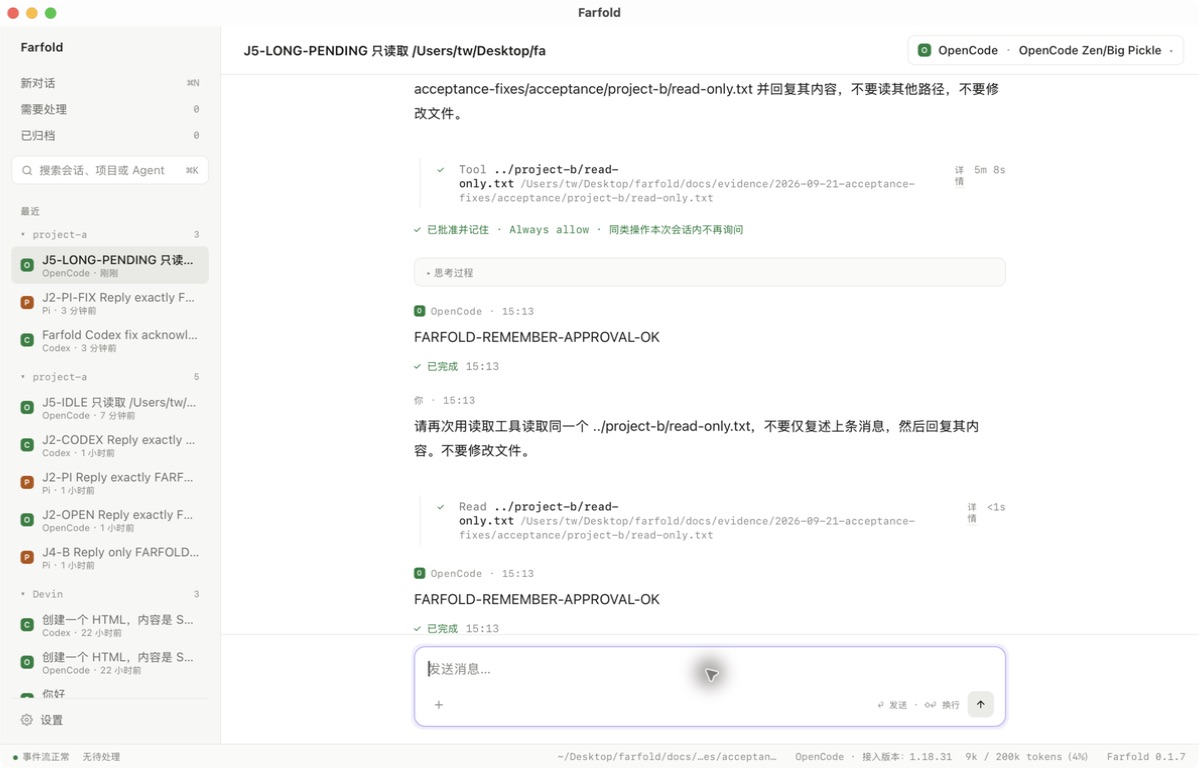 Farfold
Farfold
新对话 ⌘N
需要处理 0
已归档 0
搜索会话、项目或 Agent ⌘K
最近
project-a 3
J5-LONG-PENDING 只读…
OpenCode · 刚刚
J2-PI-FIX Reply exactly F…
Pi · 3 分钟前
Farfold Codex fix acknowl…
Codex · 3 分钟前
project-a 5
J5-IDLE 只读取 /Users/tw/…
OpenCode · 7 分钟前
J2-CODEX Reply exactly …
Codex · 1 小时前
J2-PI Reply exactly FARF…
Pi · 1 小时前
J2-OPEN Reply exactly F…
OpenCode · 1 小时前
J4-B Reply only FARFOLD…
Pi · 1 小时前
Devin 3
创建一个 HTML，内容是 S…
Codex · 22 小时前
创建一个 HTML，内容是 S…
OpenCode · 22 小时前
你好
设置
J5-LONG-PENDING 只读取 /Users/tw/Desktop/fa
OpenCode · OpenCode Zen/Big Pickle
acceptance-fixes/acceptance/project-b/read-only.txt 并回复其内容，不要读其他路径，不要修
改文件。
Tool ../project-b/read-
only.txt /Users/tw/Desktop/farfold/docs/evidence/2026-09-21-acceptance-
fixes/acceptance/project-b/read-only.txt
详情 5m 8s
已批准并记住 · Always allow · 同类操作本次会话内不再询问
思考过程
OpenCode · 15:13
FARFOLD-REMEMBER-APPROVAL-OK
已完成 15:13
你 · 15:13
请再次用读取工具读取同一个 ../project-b/read-only.txt，不要仅复述上条消息，然后回复其内
容。不要修改文件。
Read ../project-b/read-
only.txt /Users/tw/Desktop/farfold/docs/evidence/2026-09-21-acceptance-
fixes/acceptance/project-b/read-only.txt
详情 <1s
OpenCode · 15:13
FARFOLD-REMEMBER-APPROVAL-OK
已完成 15:13
发送消息…
发送 · 换行
事件流正常 无待处理
~/Desktop/farfold/docs/…es/acceptan… OpenCode · 接入版本: 1.18.31 9k / 200k tokens (4%) Farfold 0.1.7